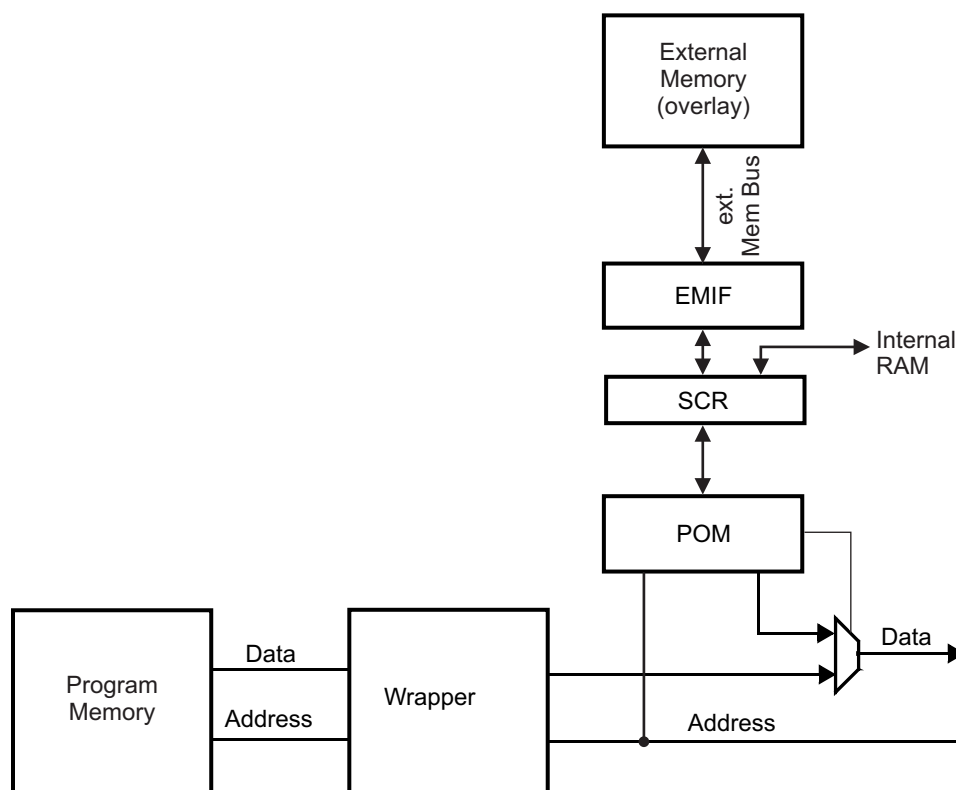 External
Memory
(overlay)
ext.
Mem Bus
EMIF
Internal
RAM
SCR
POM
Data
Data
Program
Memory
Wrapper
Address
Address